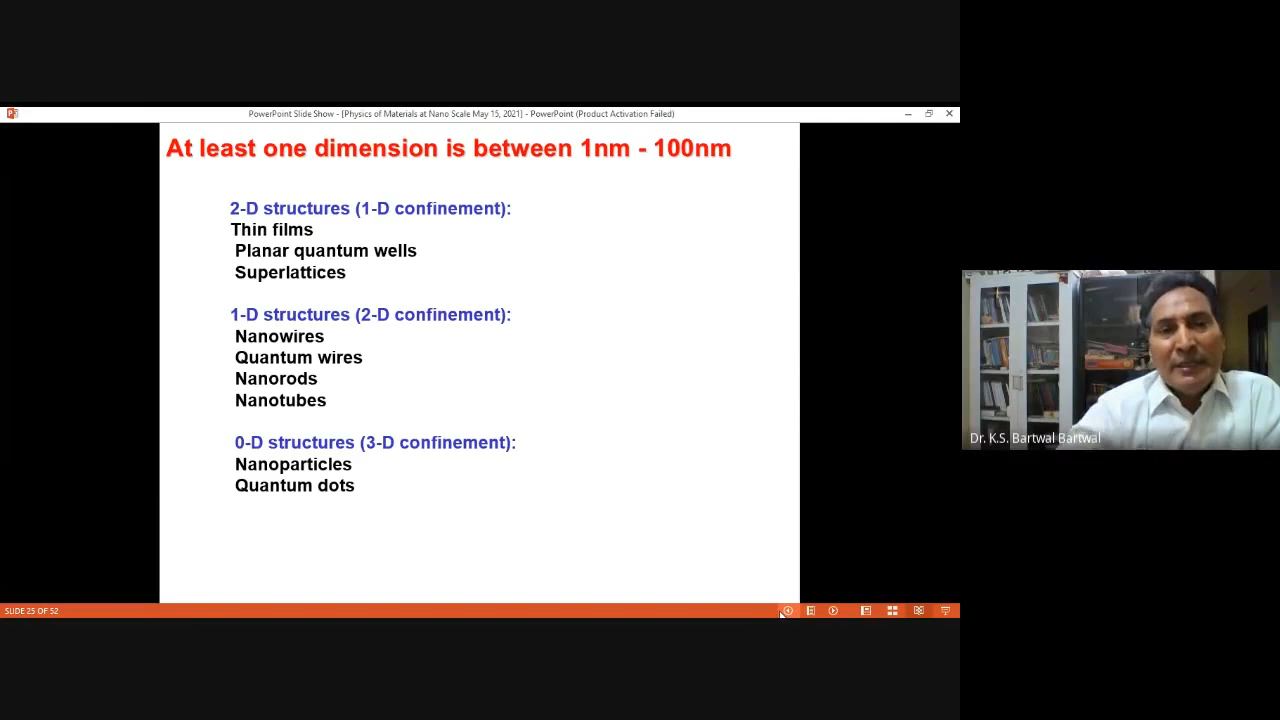 PowerPoint Slide Show - [Physics of Materials at Nano Scale May 15, 2021] - PowerPoint (Product Activation Failed)
At least one dimension is between 1nm - 100nm
2-D structures (1-D confinement):
Thin films
Planar quantum wells
Superlattices
1-D structures (2-D confinement):
Nanowires
Quantum wires
Nanorods
Nanotubes
0-D structures (3-D confinement):
Nanoparticles
Quantum dots
Dr. K.S. Bartwal Bartwal
SLIDE 25 OF 52